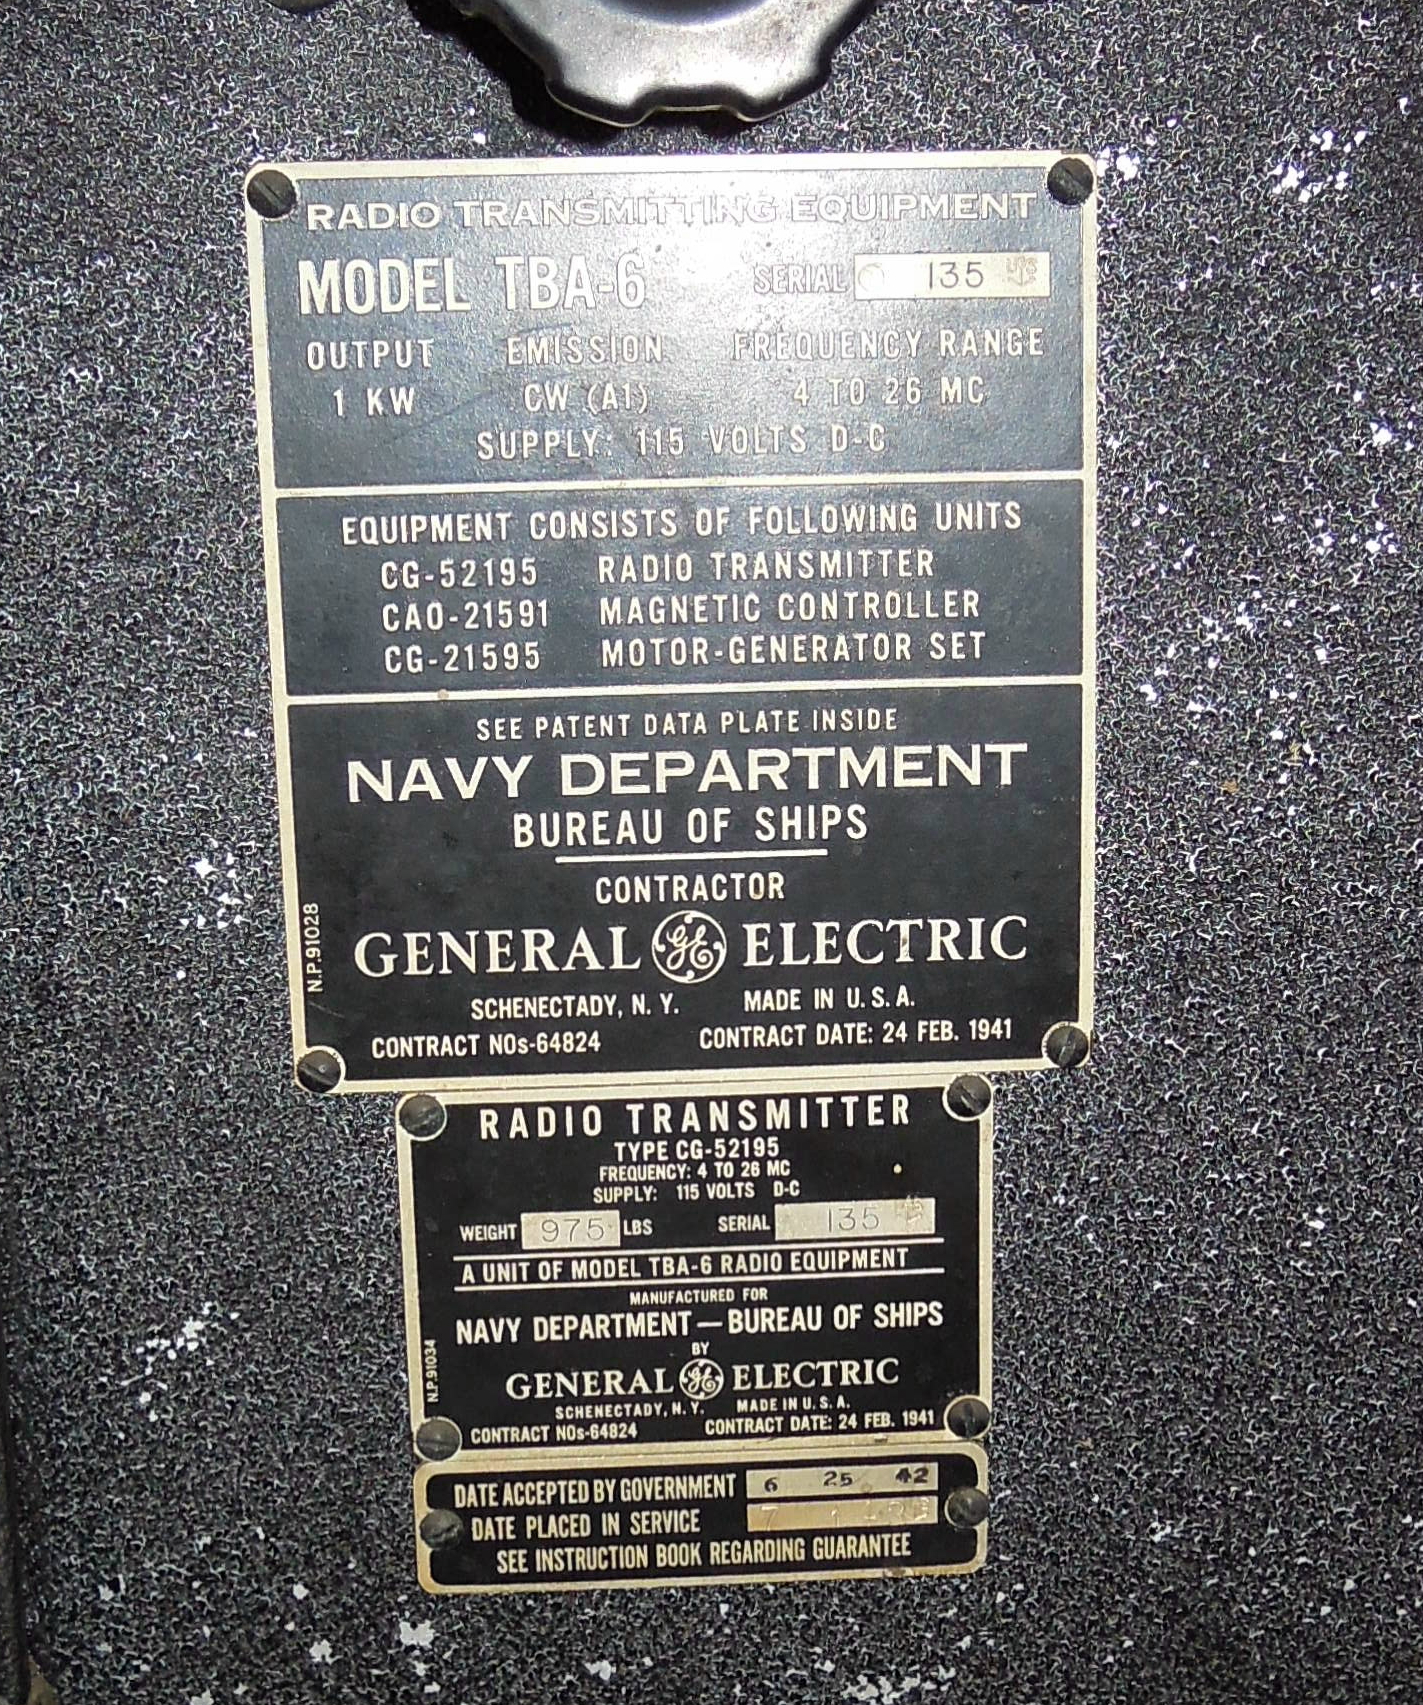 RADIO TRANSMITTING EQUIPMENT
MODEL TBA-6 SERIAL 135
OUTPUT EMISSION FREQUENCY RANGE
1 KW CW (A1) 4 TO 26 MC
SUPPLY: 115 VOLTS D-C
EQUIPMENT CONSISTS OF FOLLOWING UNITS
CG-52195 RADIO TRANSMITTER
CAO-21591 MAGNETIC CONTROLLER
CG-21595 MOTOR-GENERATOR SET
SEE PATENT DATA PLATE INSIDE
NAVY DEPARTMENT
BUREAU OF SHIPS
CONTRACTOR
GENERAL GE ELECTRIC
SCHENECTADY, N. Y. MADE IN U. S. A.
CONTRACT NOs-64824 CONTRACT DATE: 24 FEB. 1941
N.P. 91028
RADIO TRANSMITTER
TYPE CG-52195
FREQUENCY: 4 TO 26 MC
SUPPLY: 115 VOLTS D-C
WEIGHT 975 LBS SERIAL 135
A UNIT OF MODEL TBA-6 RADIO EQUIPMENT
MANUFACTURED FOR
NAVY DEPARTMENT — BUREAU OF SHIPS
BY
GENERAL GE ELECTRIC
SCHENECTADY, N. Y. MADE IN U. S. A.
CONTRACT NOs-64824 CONTRACT DATE: 24 FEB. 1941
N.P. 91034
DATE ACCEPTED BY GOVERNMENT 6 25 42
DATE PLACED IN SERVICE 7
SEE INSTRUCTION BOOK REGARDING GUARANTEE